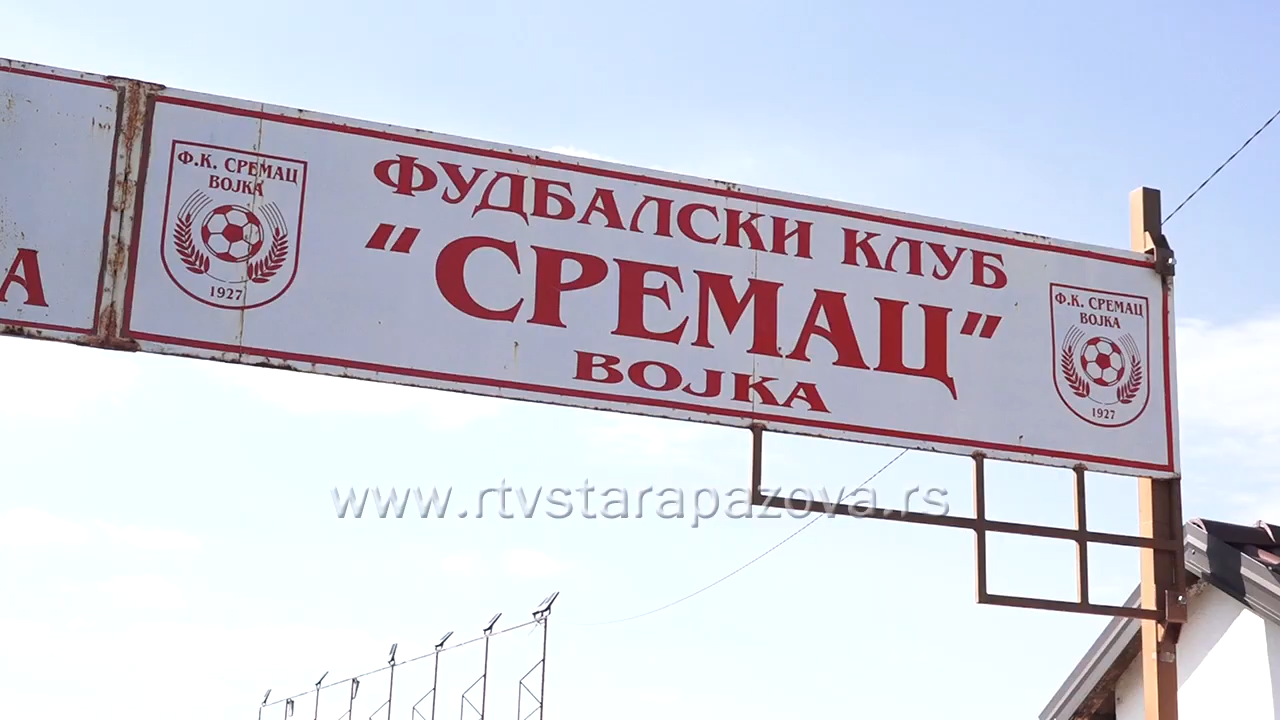 А
Ф.К. СРЕМАЦ
ВОЈКА
1927
ФУДБАЛСКИ КЛУБ
"СРЕМАЦ"
ВОЈКА
Ф.К. СРЕМАЦ
ВОЈКА
1927
www.rtvstarapazova.rs